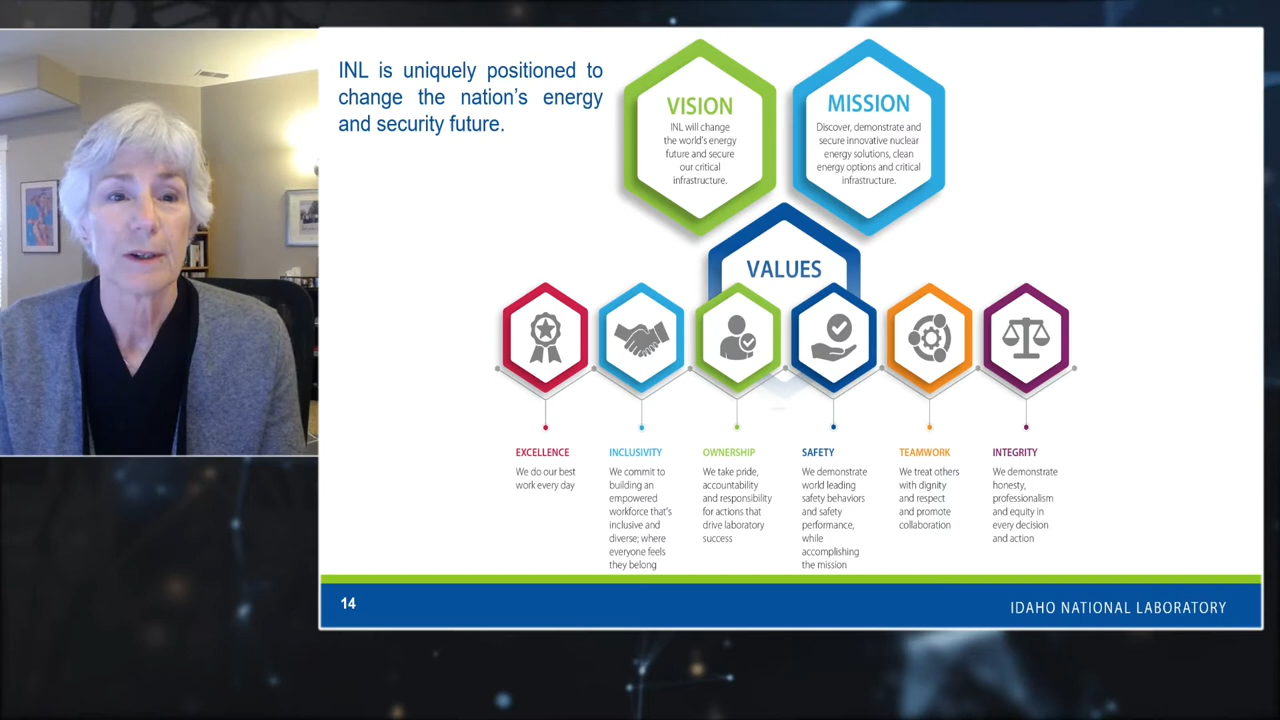 INL is uniquely positioned to
change the nation's energy
and security future.
VISION
INL will change
the world's energy
future and secure
our critical
infrastructure.
MISSION
Discover, demonstrate and
secure innovative nuclear
energy solutions, clean
energy options and critical
infrastructure.
VALUES
EXCELLENCE
We do our best
work every day
INCLUSIVITY
We commit to
building an
empowered
workforce that's
inclusive and
diverse; where
everyone feels
they belong
OWNERSHIP
We take pride,
accountability
and responsibility
for actions that
drive laboratory
success
SAFETY
We demonstrate
world leading
safety behaviors
and safety
performance,
while
accomplishing
the mission
TEAMWORK
We treat others
with dignity
and respect
and promote
collaboration
INTEGRITY
We demonstrate
honesty,
professionalism
and equity in
every decision
and action
14
IDAHO NATIONAL LABORATORY